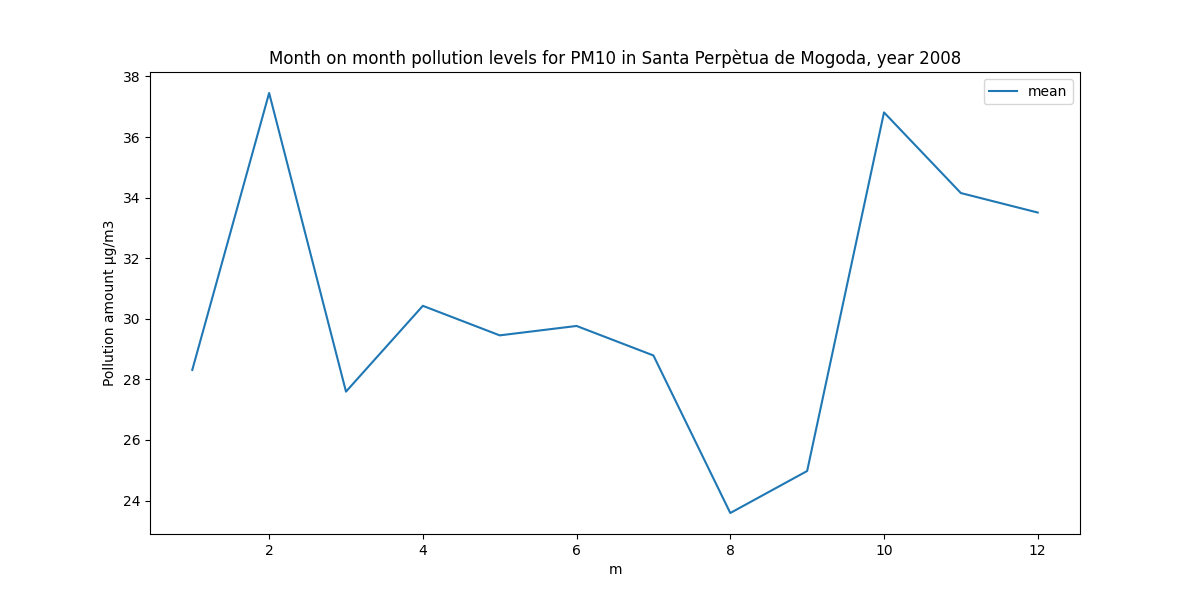 Month on month pollution levels for PM10 in Santa Perpètua de Mogoda, year 2008
mean
Pollution amount µg/m3
38
36
34
32
30
28
26
24
2 4 6 8 10 12
m